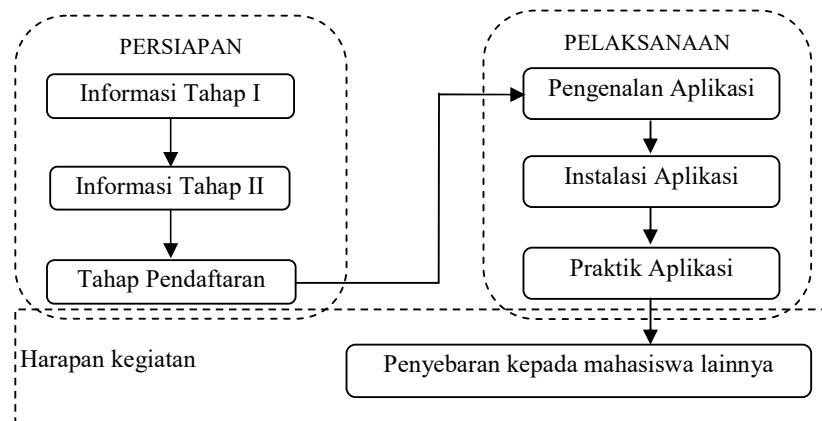 PERSIAPAN
Informasi Tahap I
Informasi Tahap II
Tahap Pendaftaran
PELAKSANAAN
Pengenalan Aplikasi
Instalasi Aplikasi
Praktik Aplikasi
Harapan kegiatan
Penyebaran kepada mahasiswa lainnya